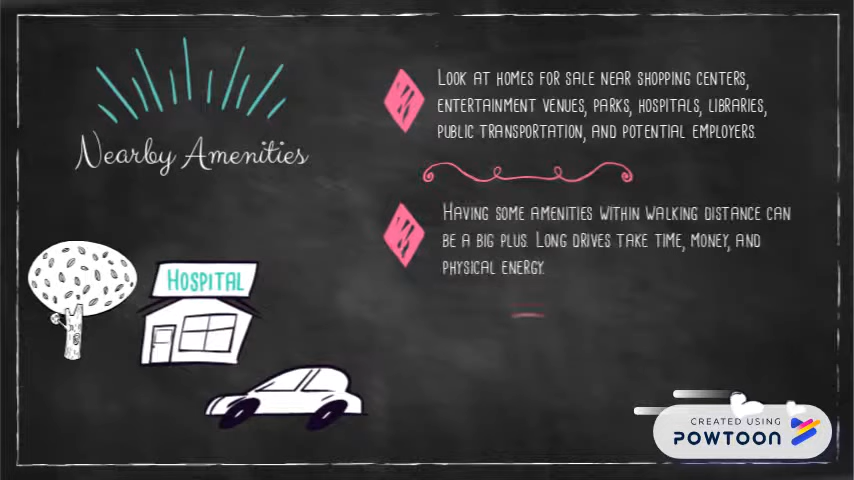 Nearby Amenities
Look at homes for sale near shopping centers,
entertainment venues, parks, hospitals, libraries,
public transportation, and potential employers.
Having some amenities within walking distance can
be a big plus. Long drives take time, money, and
physical energy.
Hospital
CREATED USING
POWTOON